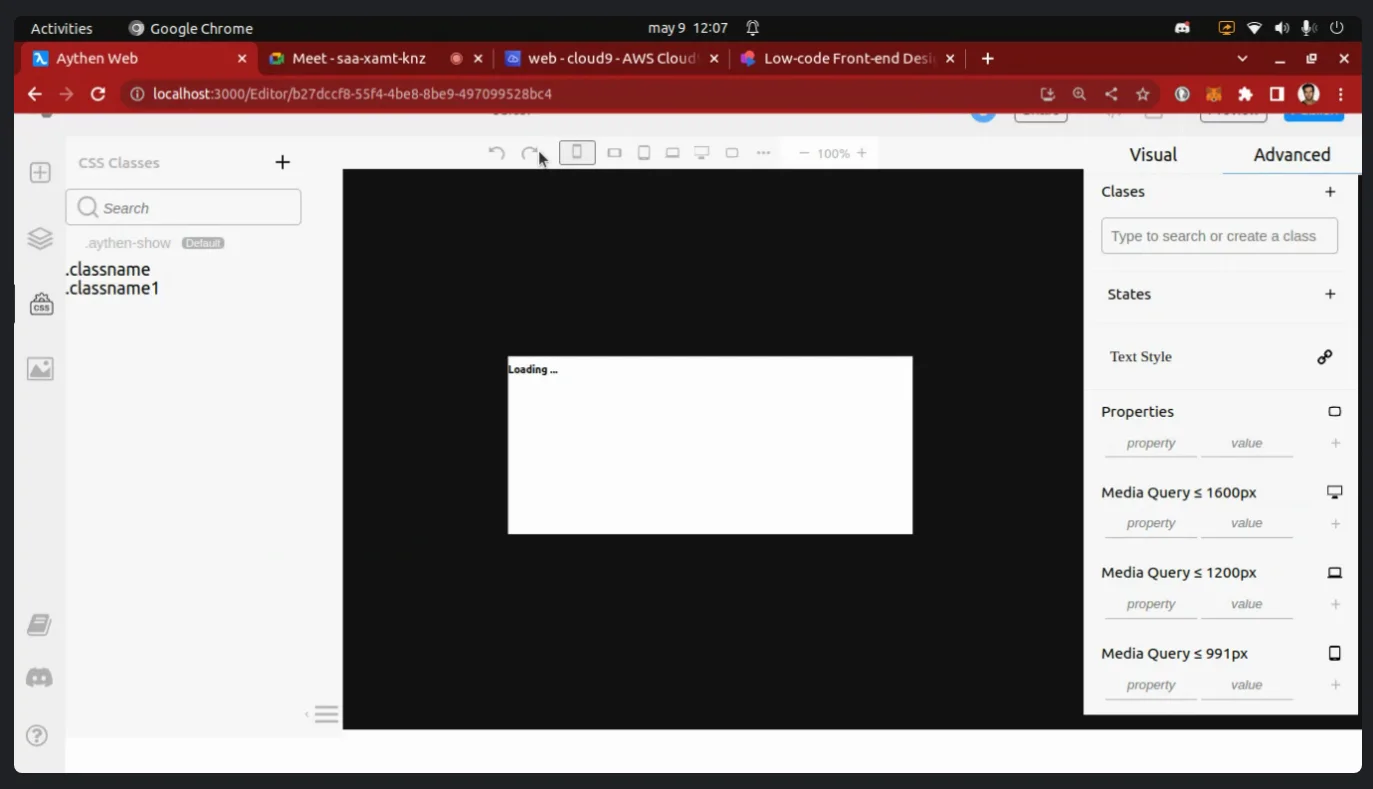 Activities Google Chrome may 9 12:07
Aythen Web Meet - saa-xamt-knz web - cloud9 - AWS Cloud Low-code Front-end Desi
localhost:3000/Editor/b27dccf8-55f4-4be8-8be9-497099528bc4
CSS Classes +
100%
Visual Advanced
Search
.aythen-show Default
.classname
.classname1
CSS
Loading ...
Clases +
Type to search or create a class
States +
Text Style
Properties
property value +
Media Query ≤ 1600px
property value +
Media Query ≤ 1200px
property value +
Media Query ≤ 991px
property value +